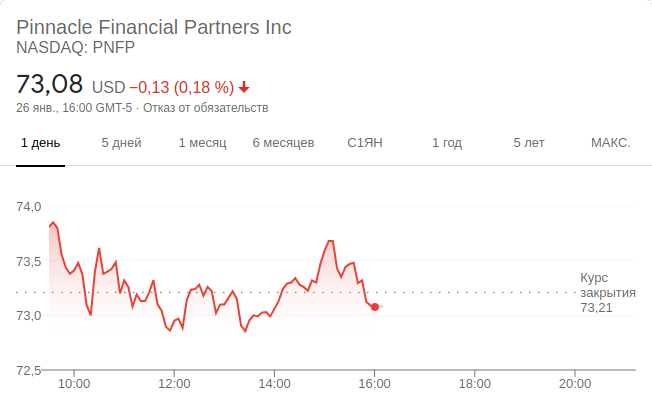 Pinnacle Financial Partners Inc
NASDAQ: PNFP
73,08 USD −0,13 (0,18 %)
26 янв., 16:00 GMT-5 · Отказ от обязательств
1 день 5 дней 1 месяц 6 месяцев С1ЯН 1 год 5 лет МАКС.
74,0
73,5
Курс
закрытия
73,21
73,0
72,5
10:00 12:00 14:00 16:00 18:00 20:00